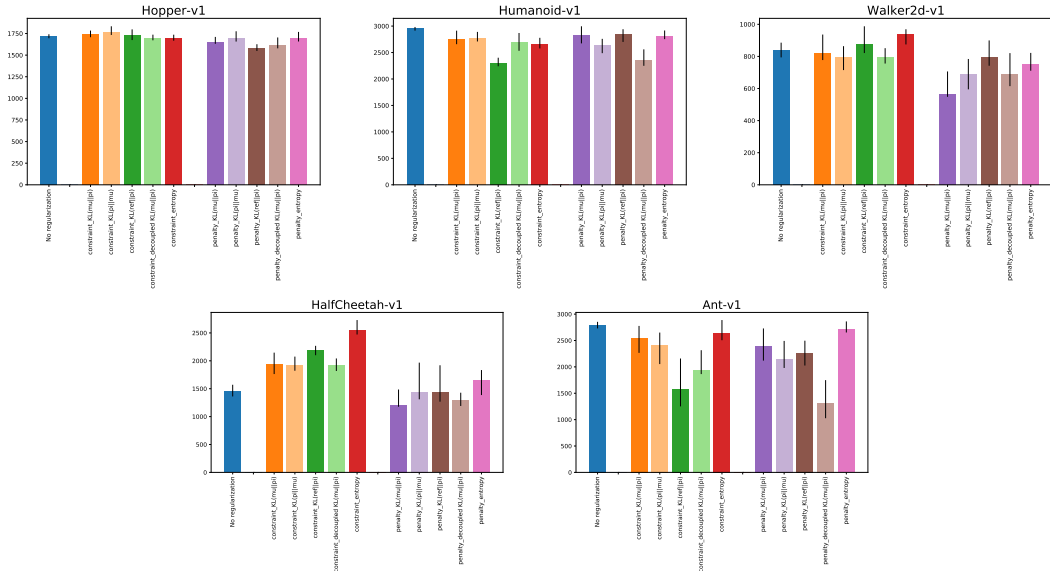 Hopper-v1
1750
1500
1250
1000
750
500
250
0
No regularization
constraint_KL(mu||pi)
constraint_KL(pi||mu)
constraint_KL(ref||pi)
constraint_decoupled KL(mu||pi)
constraint_entropy
penalty_KL(mu||pi)
penalty_KL(pi||mu)
penalty_KL(ref||pi)
penalty_decoupled KL(mu||pi)
penalty_entropy
Humanoid-v1
3000
2500
2000
1500
1000
500
0
No regularization
constraint_KL(mu||pi)
constraint_KL(pi||mu)
constraint_KL(ref||pi)
constraint_decoupled KL(mu||pi)
constraint_entropy
penalty_KL(mu||pi)
penalty_KL(pi||mu)
penalty_KL(ref||pi)
penalty_decoupled KL(mu||pi)
penalty_entropy
Walker2d-v1
1000
800
600
400
200
0
No regularization
constraint_KL(mu||pi)
constraint_KL(pi||mu)
constraint_KL(ref||pi)
constraint_decoupled KL(mu||pi)
constraint_entropy
penalty_KL(mu||pi)
penalty_KL(pi||mu)
penalty_KL(ref||pi)
penalty_decoupled KL(mu||pi)
penalty_entropy
HalfCheetah-v1
2500
2000
1500
1000
500
0
No regularization
constraint_KL(mu||pi)
constraint_KL(pi||mu)
constraint_KL(ref||pi)
constraint_decoupled KL(mu||pi)
constraint_entropy
penalty_KL(mu||pi)
penalty_KL(pi||mu)
penalty_KL(ref||pi)
penalty_decoupled KL(mu||pi)
penalty_entropy
Ant-v1
3000
2500
2000
1500
1000
500
0
No regularization
constraint_KL(mu||pi)
constraint_KL(pi||mu)
constraint_KL(ref||pi)
constraint_decoupled KL(mu||pi)
constraint_entropy
penalty_KL(mu||pi)
penalty_KL(pi||mu)
penalty_KL(ref||pi)
penalty_decoupled KL(mu||pi)
penalty_entropy